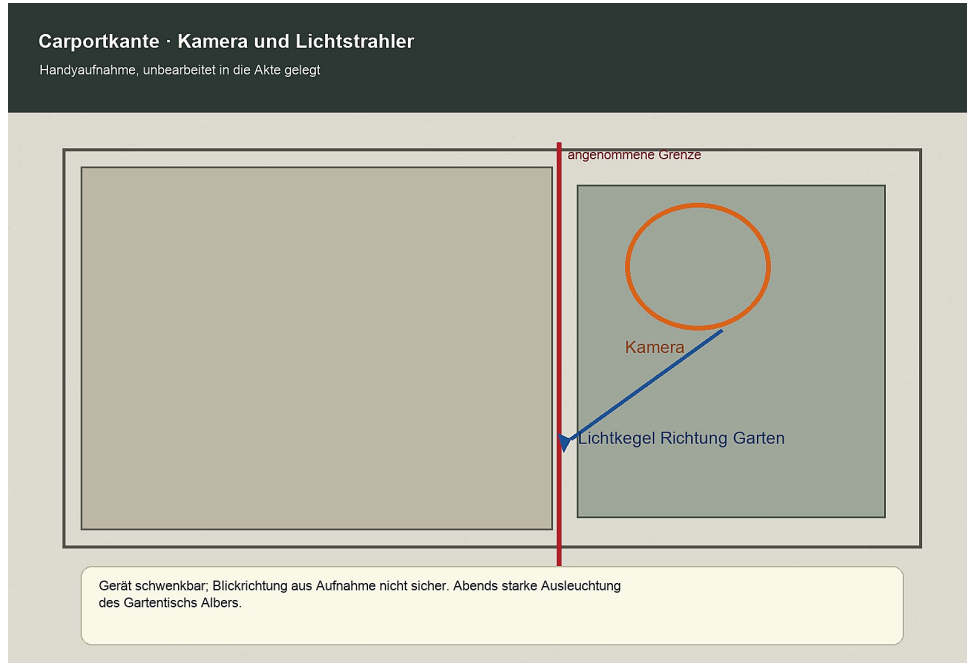 Carportkante · Kamera und Lichtstrahler
Handyaufnahme, unbearbeitet in die Akte gelegt
angenommene Grenze
Kamera
Lichtkegel Richtung Garten
Gerät schwenkbar; Blickrichtung aus Aufnahme nicht sicher. Abends starke Ausleuchtung
des Gartentischs Albers.